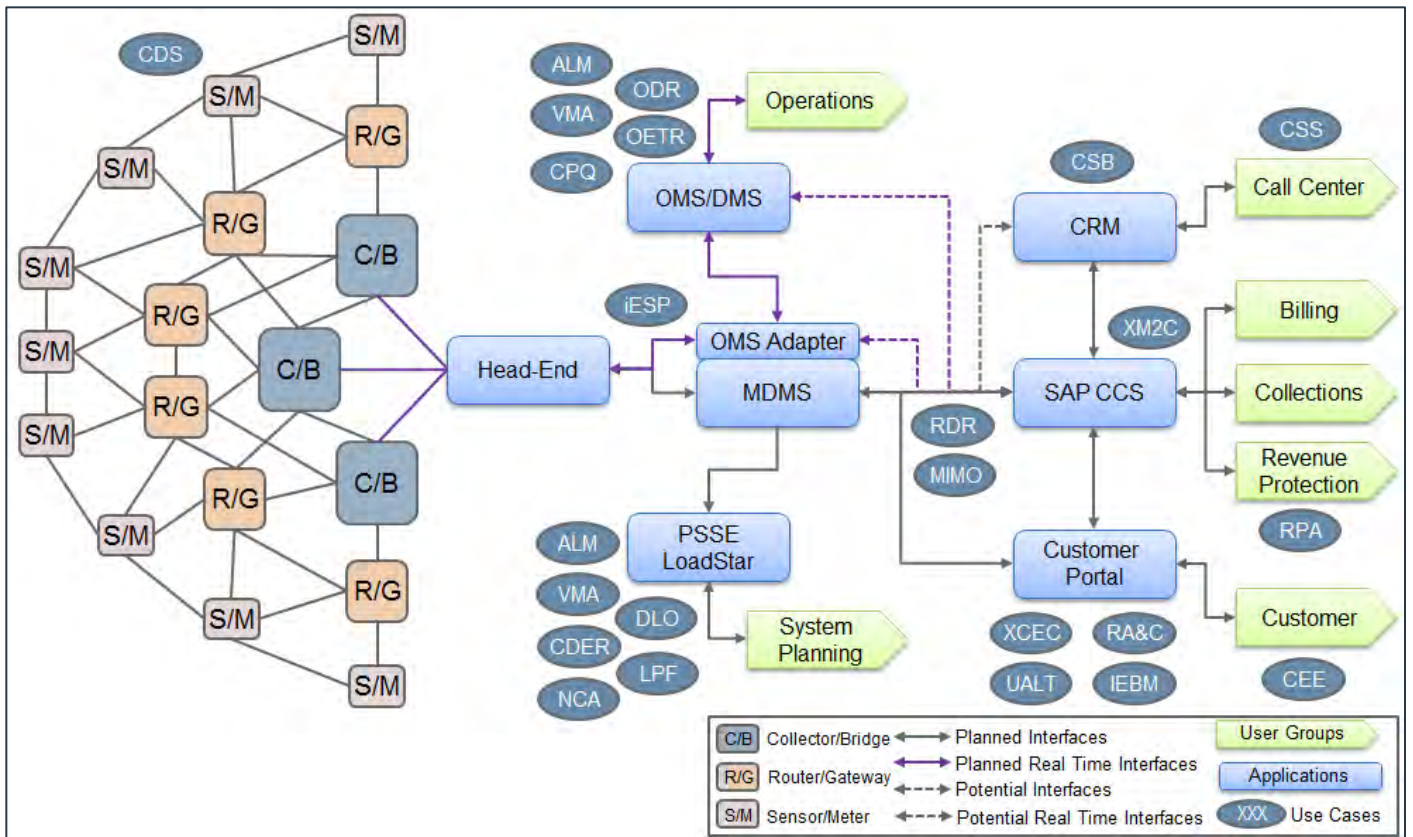 S/M
CDS
S/M
R/G
S/M
R/G
C/B
S/M
R/G
C/B
S/M
R/G
S/M
C/B
R/G
S/M
R/G
S/M
S/M
Head-End
ALM
ODR
VMA
OETR
CPQ
Operations
OMS/DMS
iESP
OMS Adapter
MDMS
PSSE
LoadStar
ALM
VMA
DLO
CDER
LPF
NCA
System
Planning
RDR
MIMO
CSB
CRM
CSS
Call Center
XM2C
SAP CCS
Billing
Collections
Revenue
Protection
RPA
Customer
Portal
Customer
XCEC
RA&C
UALT
IEBM
CEE
C/B
Collector/Bridge
Planned Interfaces
User Groups
Planned Real Time Interfaces
R/G
Router/Gateway
Applications
Potential Interfaces
S/M
Sensor/Meter
Potential Real Time Interfaces
XXX
Use Cases